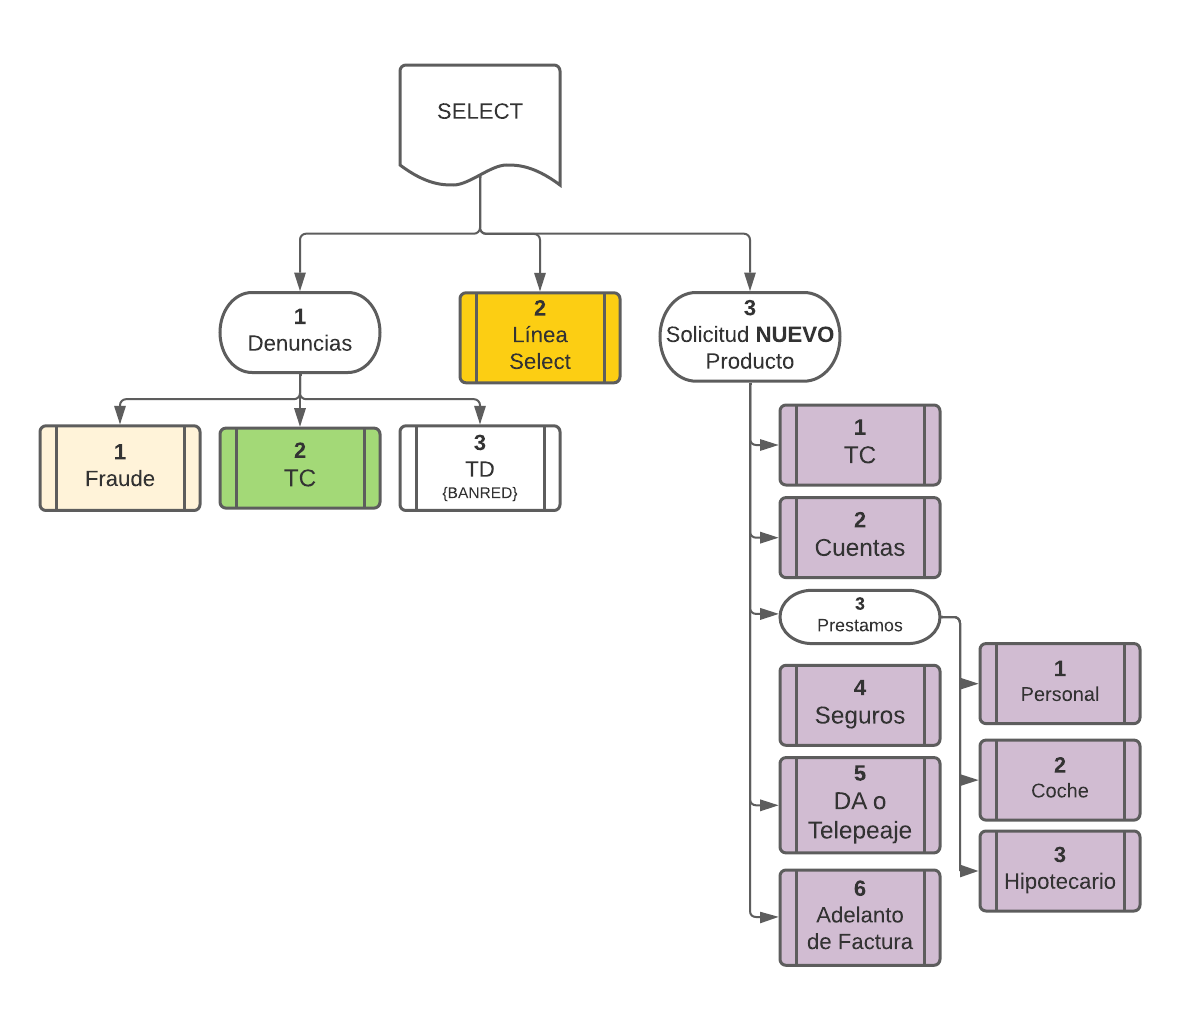 SELECT
1
Denuncias
2
Línea
Select
3
Solicitud NUEVO
Producto
1
Fraude
2
TC
3
TD
{BANRED}
1
TC
2
Cuentas
3
Prestamos
1
Personal
2
Coche
3
Hipotecario
4
Seguros
5
DA o
Telepeaje
6
Adelanto
de Factura